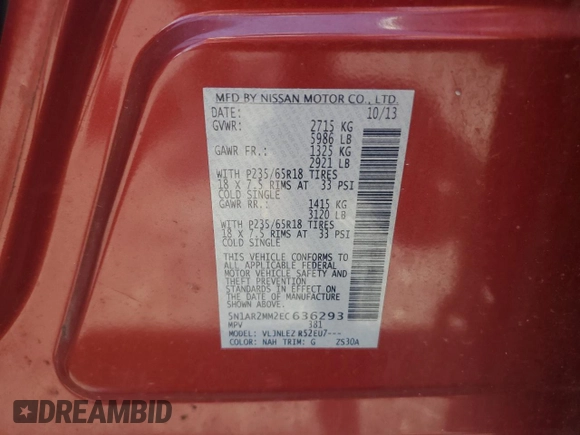 MFD BY NISSAN MOTOR CO., LTD.
DATE: 10/13
GVWR: 2715 KG
5986 LB
GAWR FR.: 1325 KG
2921 LB
WITH P235/65R18 TIRES
18 X 7.5 RIMS AT 33 PSI
COLD SINGLE
GAWR RR.: 1415 KG
3120 LB
WITH P235/65R18 TIRES
18 X 7.5 RIMS AT 33 PSI
COLD SINGLE
THIS VEHICLE CONFORMS TO
ALL APPLICABLE FEDERAL
MOTOR VEHICLE SAFETY AND
THEFT PREVENTION
STANDARDS IN EFFECT ON
THE DATE OF MANUFACTURE
SHOWN ABOVE.
5N1AR2MM2EC636293
MPV 381
MODEL: VLJNLEZ R52EU7---
COLOR: NAH TRIM: G 2S30A
DREAMBID